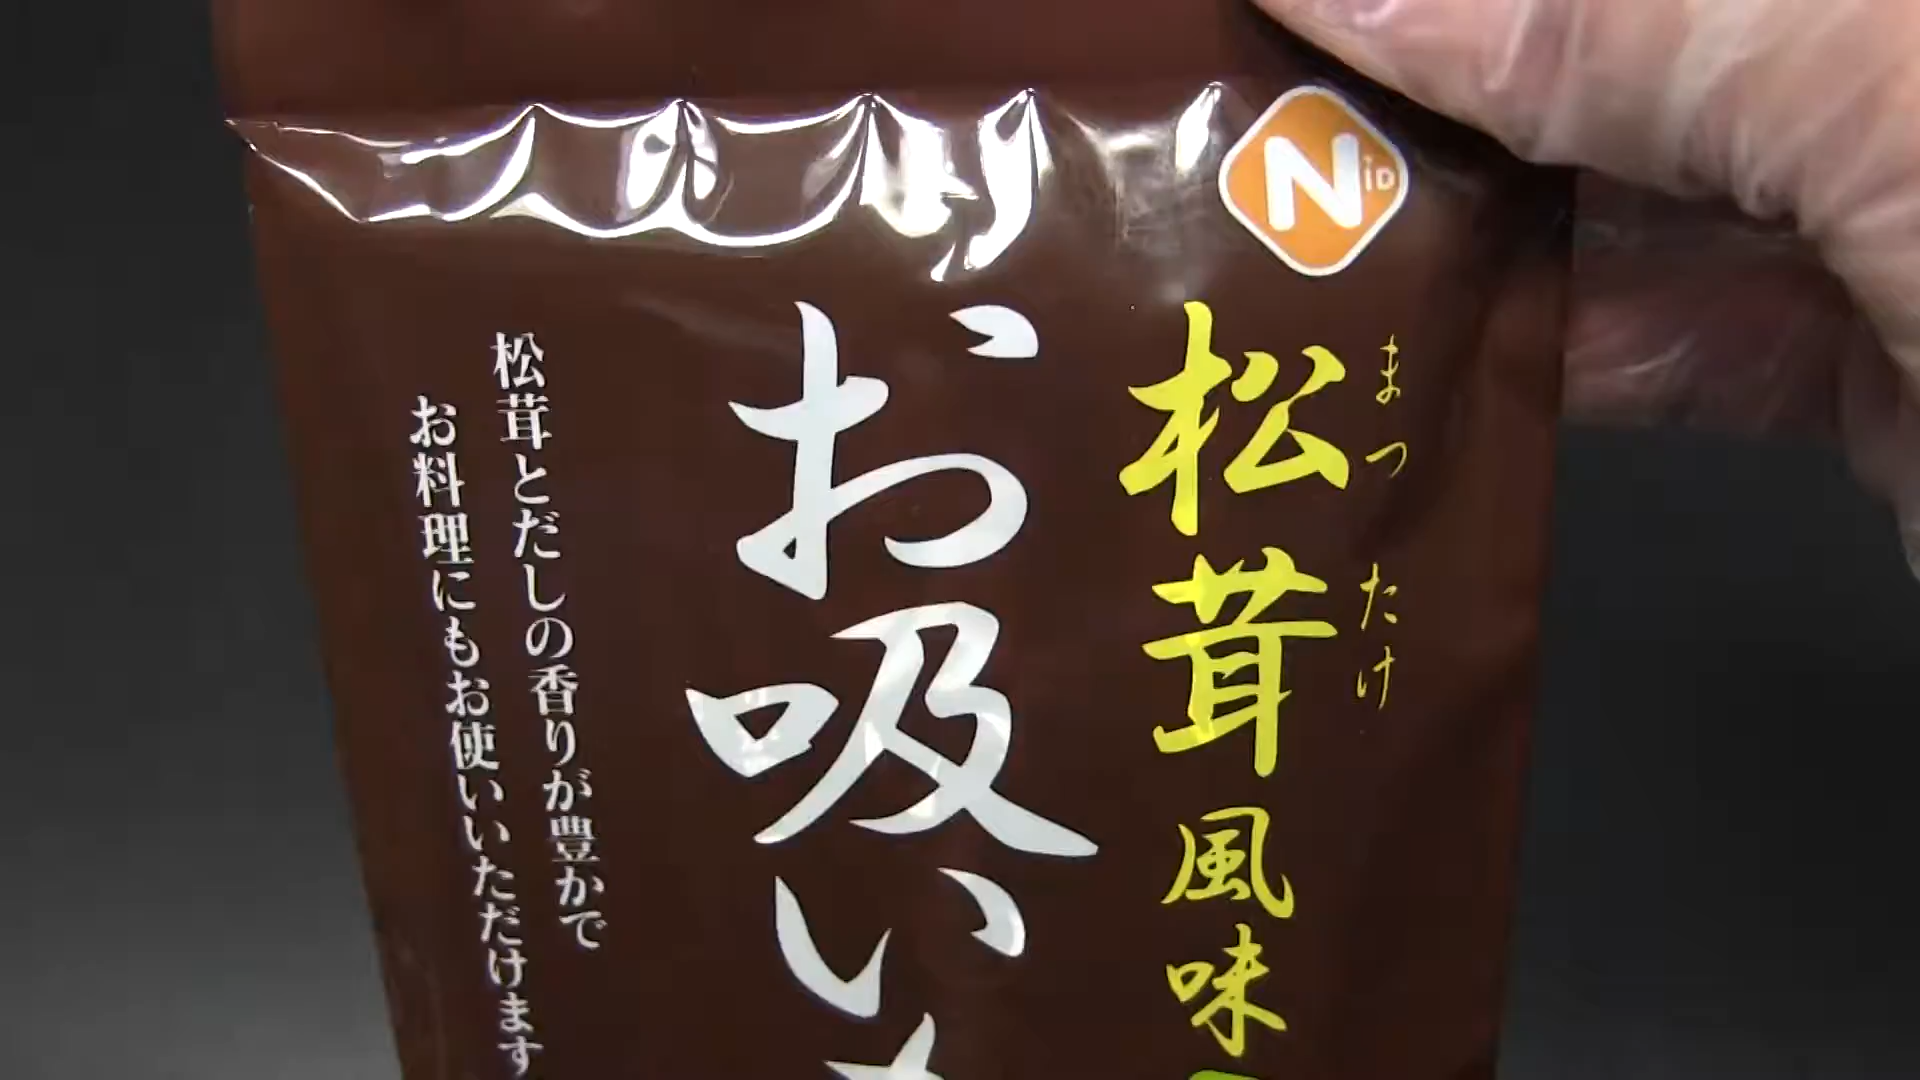 N iD
まつたけ
松茸風味
お吸い
松茸とだしの香りが豊かで
お料理にもお使いいただけます